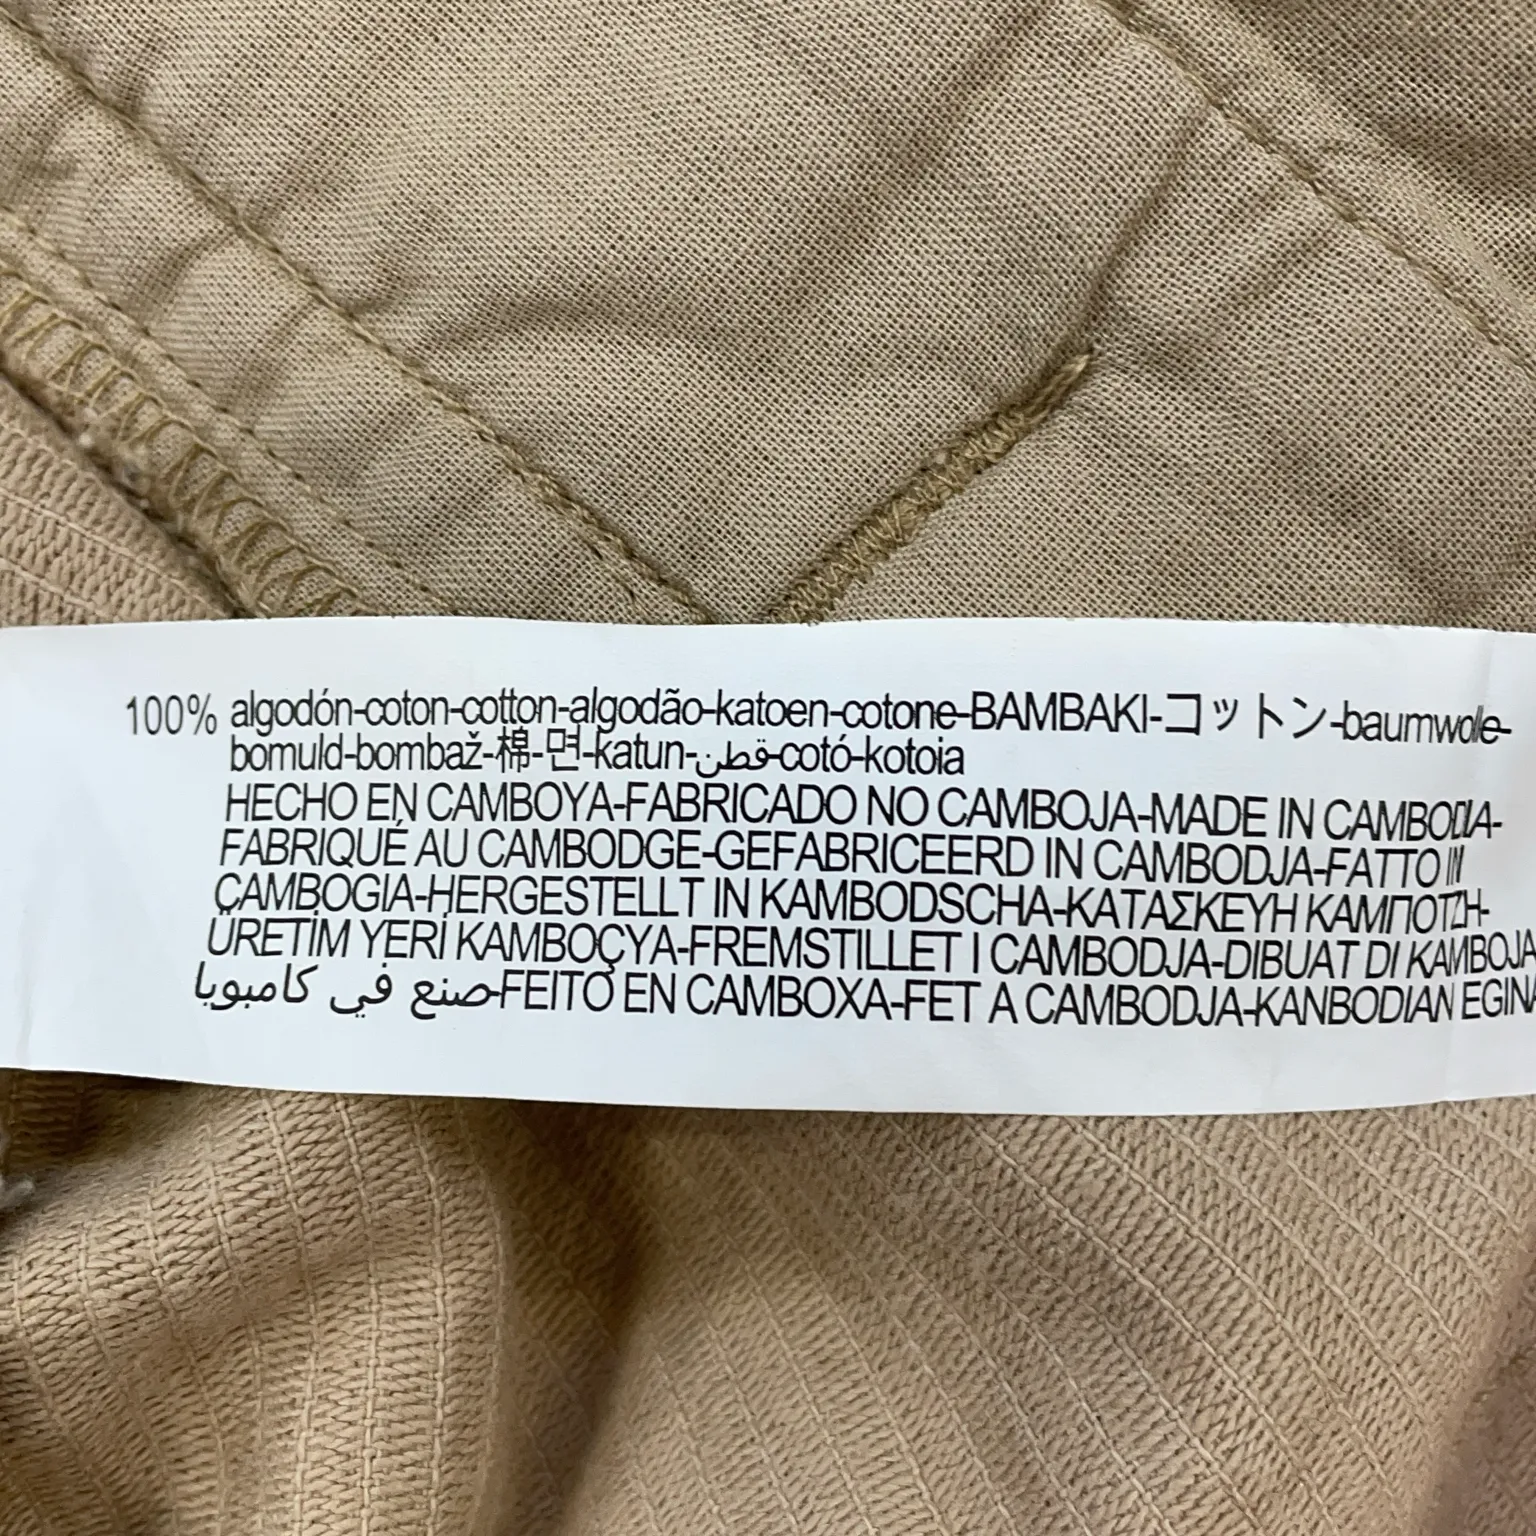 100% algodón-coton-cotton-algodão-katoen-cotone-BAMBAKI-コットン-baumwolle-
bomuld-bombaž-棉-면-katun-قطن-cotó-kotoia
HECHO EN CAMBOYA-FABRICADO NO CAMBOJA-MADE IN CAMBODIA-
FABRIQUÉ AU CAMBODGE-GEFABRICEERD IN CAMBODJA-FATTO IN
CAMBOGIA-HERGESTELLT IN KAMBODSCHA-ΚΑΤΑΣΚΕΥΗ ΚΑΜΠΟΤΖΗ-
ÜRETİM YERİ KAMBOÇYA-FREMSTILLET I CAMBODJA-DIBUAT DI KAMBOJA
صنع في كامبويا-FEITO EN CAMBOXA-FET A CAMBODJA-KANBODIAN EGINA